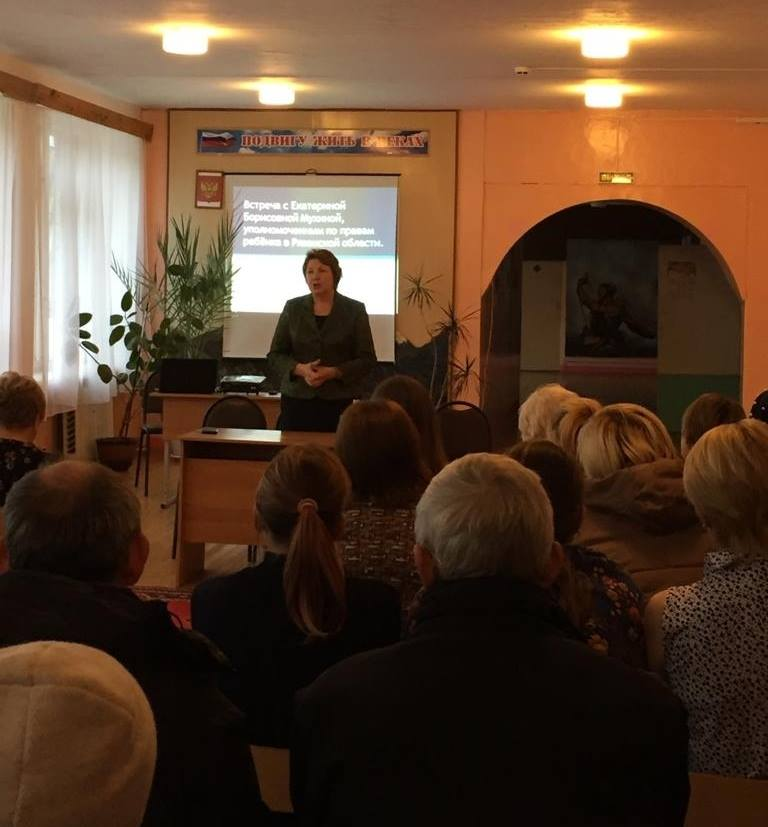 ПОДВИГУ ЖИТЬ В ВЕКАХ
Встреча с Екатериной
Борисовной Мухиной,
уполномоченным по правам
ребёнка в Рязанской области.